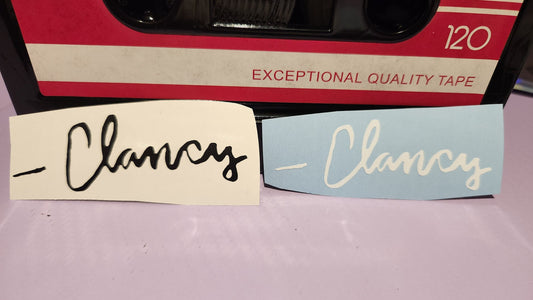 120
EXCEPTIONAL QUALITY TAPE
- Clancy
- Clancy